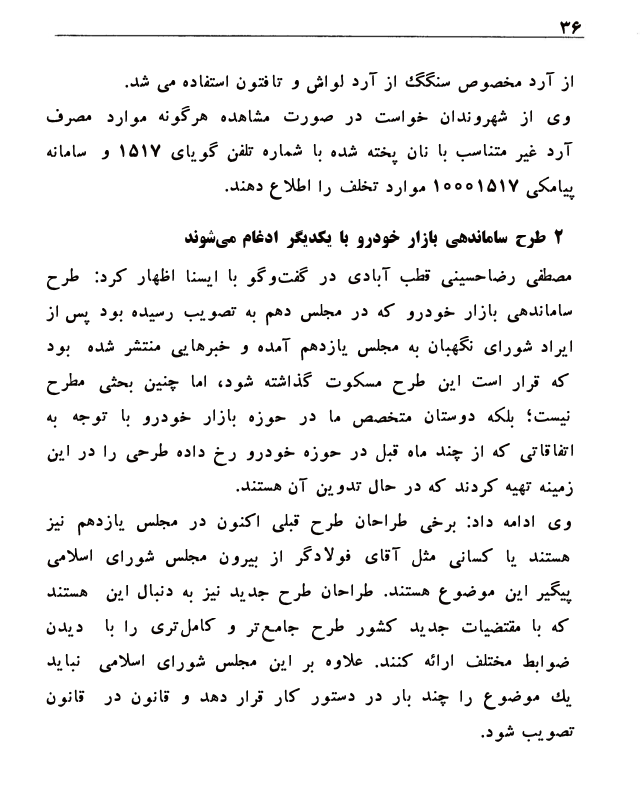 ۳۶
از آرد مخصوص سنگگ از آرد لواش و تافتون استفاده می شد.
وی از شهروندان خواست در صورت مشاهده هرگونه موارد مصرف
آرد غیر متناسب با نان پخته شده با شماره تلفن گویای ۱۵۱۷ و سامانه
پیامکی ۱۰۰۰۱۵۱۷ موارد تخلف را اطلاع دهند.
۲ طرح ساماندهی بازار خودرو با یکدیگر ادغام می‌شوند
مصطفی رضاحسینی قطب آبادی در گفت‌وگو با ایسنا اظهار کرد: طرح
ساماندهی بازار خودرو که در مجلس دهم به تصویب رسیده بود پس از
ایراد شورای نگهبان به مجلس یازدهم آمده و خبرهایی منتشر شده بود
که قرار است این طرح مسکوت گذاشته شود، اما چنین بحثی مطرح
نیست؛ بلکه دوستان متخصص ما در حوزه بازار خودرو با توجه به
اتفاقاتی که از چند ماه قبل در حوزه خودرو رخ داده طرحی را در این
زمینه تهیه کردند که در حال تدوین آن هستند.
وی ادامه داد: برخی طراحان طرح قبلی اکنون در مجلس یازدهم نیز
هستند یا کسانی مثل آقای فولادگر از بیرون مجلس شورای اسلامی
پیگیر این موضوع هستند. طراحان طرح جدید نیز به دنبال این هستند
که با مقتضیات جدید کشور طرح جامع‌تر و کامل‌تری را با دیدن
ضوابط مختلف ارائه کنند. علاوه بر این مجلس شورای اسلامی نباید
یك موضوع را چند بار در دستور کار قرار دهد و قانون در قانون
تصویب شود.